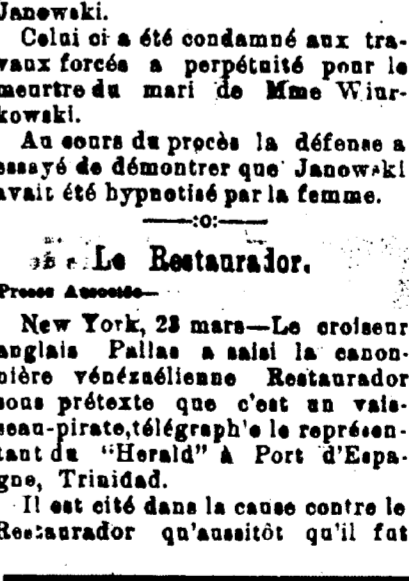 Janowski.
Celui ci a été condamné aux tra-
vaux forcés a perpétuité pour le
meurtre du mari de Mme Wiur-
kowski.
Au cours du procès la défense a
essayé de démontrer que Janowski
avait été hypnotisé par la femme.
——:o:——
Le Restaurador.
Presse Associée—
New York, 23 mars—Le croiseur
anglais Pallas a saisi la canon-
nière vénézuélienne Restaurador
sous prétexte que c'est un vais-
seau-pirate,télégraph'e le représen-
tant du "Herald" à Port d'Espa-
gne, Trinidad.
Il est cité dans la cause contre le
Restaurador qu'aussitôt qu'il fut